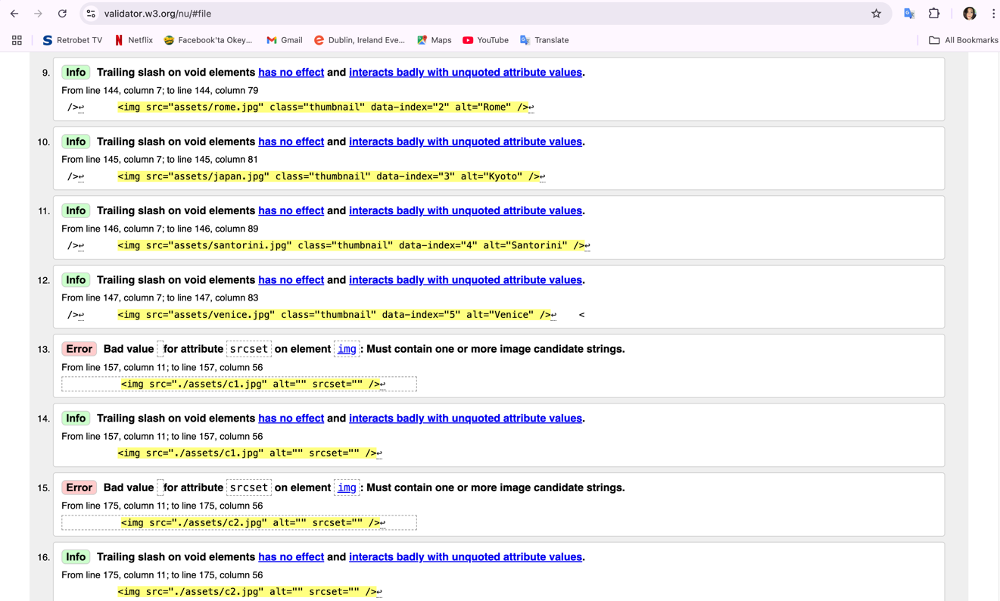 validator.w3.org/nu/#file
Retrobet TV Netflix Facebook'ta Okey... Gmail Dublin, Ireland Eve... Maps YouTube Translate All Bookmarks
9. Info Trailing slash on void elements has no effect and interacts badly with unquoted attribute values.
From line 144, column 7; to line 144, column 79
/>↩ <img src="assets/rome.jpg" class="thumbnail" data-index="2" alt="Rome" />↩
10. Info Trailing slash on void elements has no effect and interacts badly with unquoted attribute values.
From line 145, column 7; to line 145, column 81
/>↩ <img src="assets/japan.jpg" class="thumbnail" data-index="3" alt="Kyoto" />↩
11. Info Trailing slash on void elements has no effect and interacts badly with unquoted attribute values.
From line 146, column 7; to line 146, column 89
/>↩ <img src="assets/santorini.jpg" class="thumbnail" data-index="4" alt="Santorini" />↩
12. Info Trailing slash on void elements has no effect and interacts badly with unquoted attribute values.
From line 147, column 7; to line 147, column 83
/>↩ <img src="assets/venice.jpg" class="thumbnail" data-index="5" alt="Venice" />↩ <
13. Error Bad value for attribute srcset on element img: Must contain one or more image candidate strings.
From line 157, column 11; to line 157, column 56
<img src="./assets/c1.jpg" alt="" srcset="" />↩
14. Info Trailing slash on void elements has no effect and interacts badly with unquoted attribute values.
From line 157, column 11; to line 157, column 56
<img src="./assets/c1.jpg" alt="" srcset="" />↩
15. Error Bad value for attribute srcset on element img: Must contain one or more image candidate strings.
From line 175, column 11; to line 175, column 56
<img src="./assets/c2.jpg" alt="" srcset="" />↩
16. Info Trailing slash on void elements has no effect and interacts badly with unquoted attribute values.
From line 175, column 11; to line 175, column 56
<img src="./assets/c2.jpg" alt="" srcset="" />↩